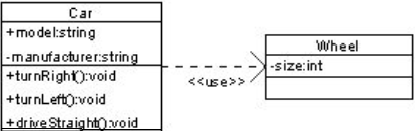 Car
+model:string
-manufacturer:string
+turnRight():void
+turnLeft():void
+driveStraight():void
<<use>>
Wheel
-size:int